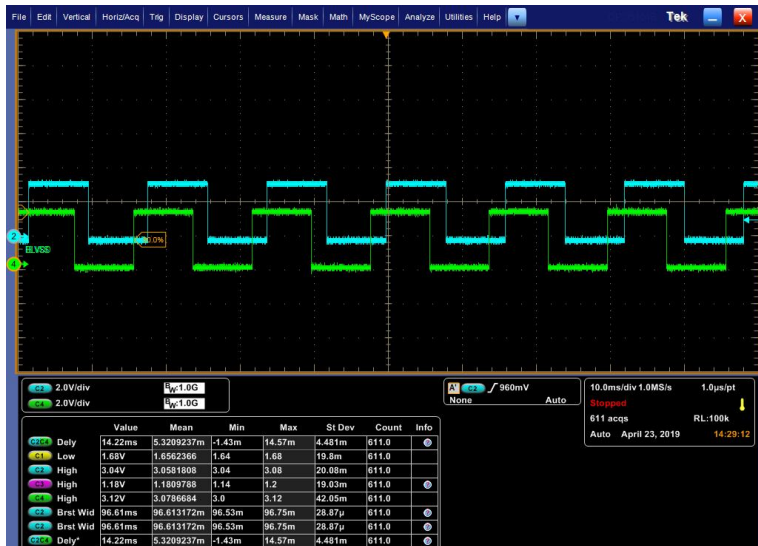 File Edit Vertical Horiz/Acq Trig Display Cursors Measure Mask Math MyScope Analyze Utilities Help Tek X
2
ELVSS
4
C2 2.0V/div BW:1.0G
C4 2.0V/div BW:1.0G
A' C2 960mV
None Auto
10.0ms/div 1.0MS/s 1.0µs/pt
Stopped
611 acqs RL:100k
Auto April 23, 2019 14:29:12
Value Mean Min Max St Dev Count Info
C2C4 Dely 14.22ms 5.3209237m -1.43m 14.57m 4.481m 611.0
C1 Low 1.68V 1.6562366 1.64 1.68 19.8m 611.0
C2 High 3.04V 3.0581808 3.04 3.08 20.08m 611.0
C3 High 1.18V 1.1809788 1.14 1.2 19.03m 611.0
C4 High 3.12V 3.0786684 3.0 3.12 42.05m 611.0
C2 Brst Wid 96.61ms 96.613172m 96.53m 96.75m 28.87µ 611.0
C2 Brst Wid 96.61ms 96.613172m 96.53m 96.75m 28.87µ 611.0
C2C4 Dely* 14.22ms 5.3209237m -1.43m 14.57m 4.481m 611.0